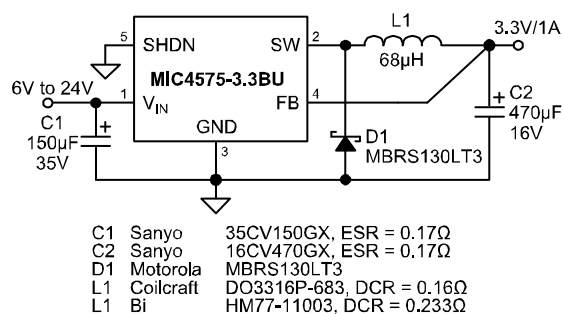 L1
3.3V/1A
5
SHDN
SW
2
68µH
MIC4575-3.3BU
6V to 24V
1
VIN
FB
4
C2
470µF
16V
+
C1
150µF
35V
+
GND
3
D1
MBRS130LT3
C1 Sanyo 35CV150GX, ESR = 0.17Ω
C2 Sanyo 16CV470GX, ESR = 0.17Ω
D1 Motorola MBRS130LT3
L1 Coilcraft DO3316P-683, DCR = 0.16Ω
L1 Bi HM77-11003, DCR = 0.233Ω